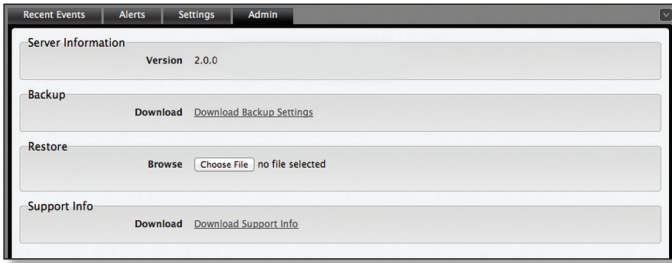 Recent Events Alerts Settings Admin
Server Information
Version 2.0.0
Backup
Download Download Backup Settings
Restore
Browse Choose File no file selected
Support Info
Download Download Support Info